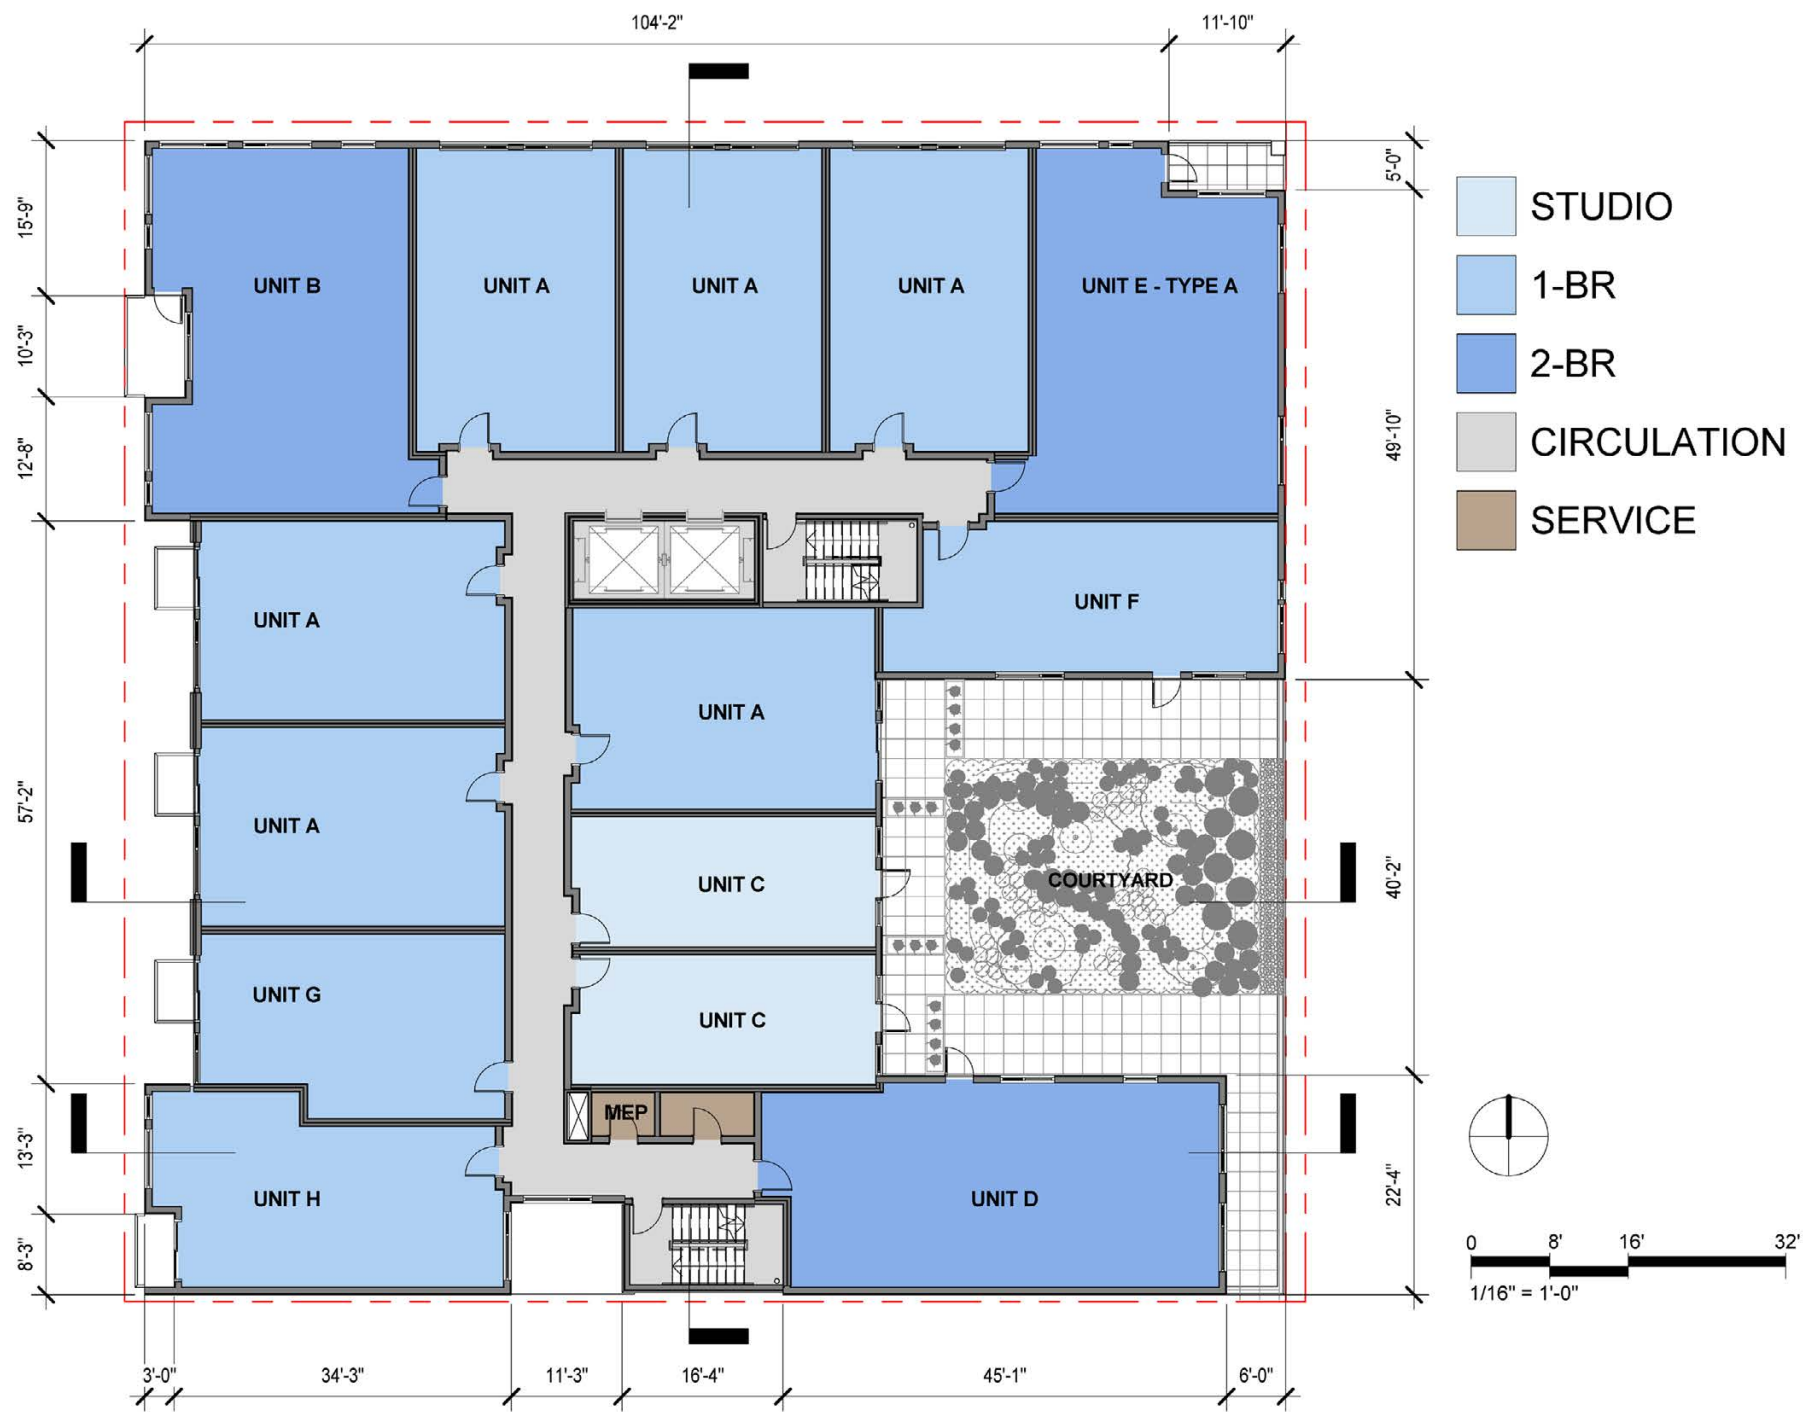 104'-2"
11'-10"
15'-9"
10'-3"
12'-8"
57'-2"
13'-3"
8'-3"
5'-0"
49'-10"
40'-2"
22'-4"
UNIT B
UNIT A
UNIT A
UNIT A
UNIT E - TYPE A
UNIT A
UNIT F
UNIT A
UNIT A
UNIT C
COURTYARD
UNIT G
UNIT C
MEP
UNIT H
UNIT D
STUDIO
1-BR
2-BR
CIRCULATION
SERVICE
0 8' 16' 32'
1/16" = 1'-0"
3'-0"
34'-3"
11'-3"
16'-4"
45'-1"
6'-0"